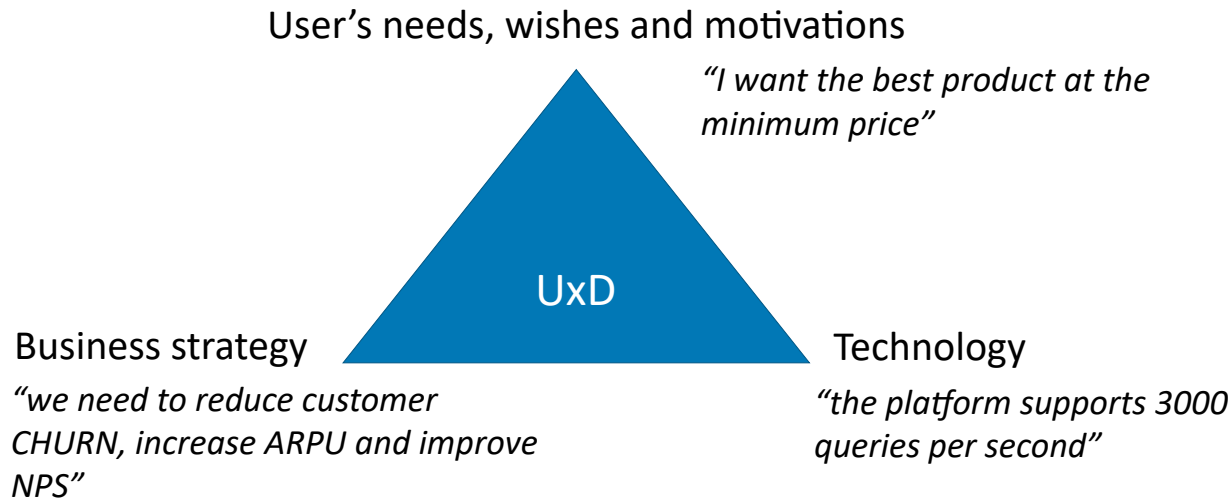 User’s needs, wishes and motivations
“I want the best product at the
minimum price”
UxD
Business strategy
“we need to reduce customer
CHURN, increase ARPU and improve
NPS”
Technology
“the platform supports 3000
queries per second”